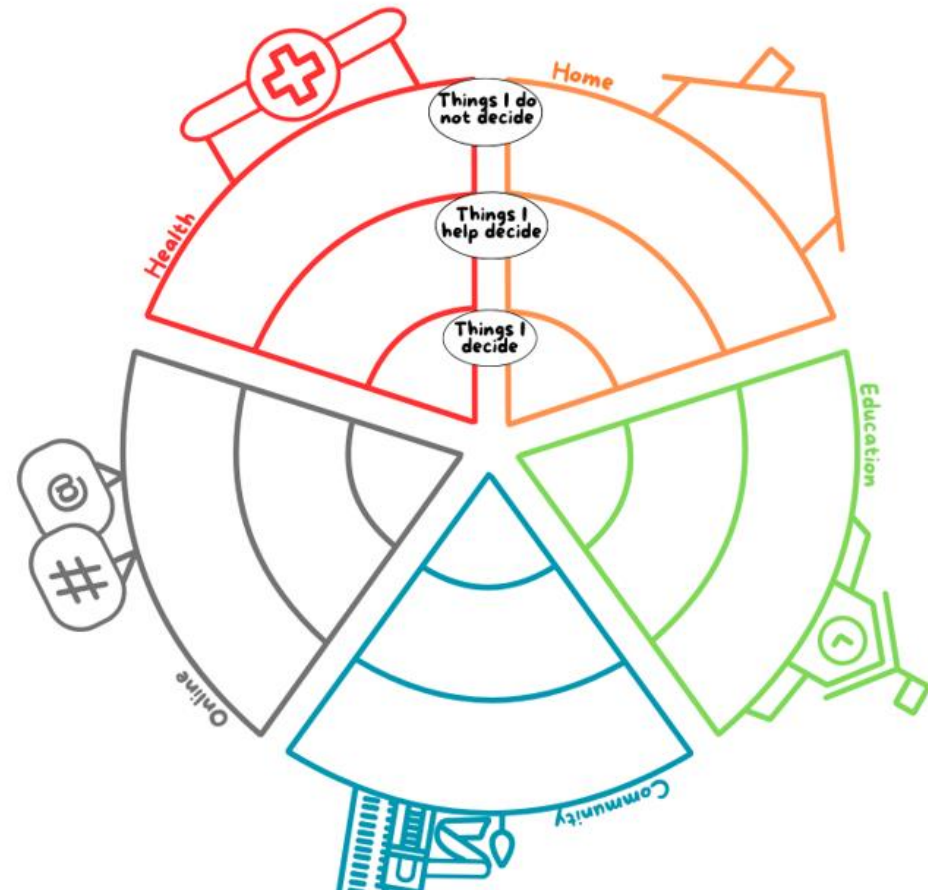 Home
Things I do
not decide
Things I
help decide
Things I
decide
Health
Education
@
#
Online
Community